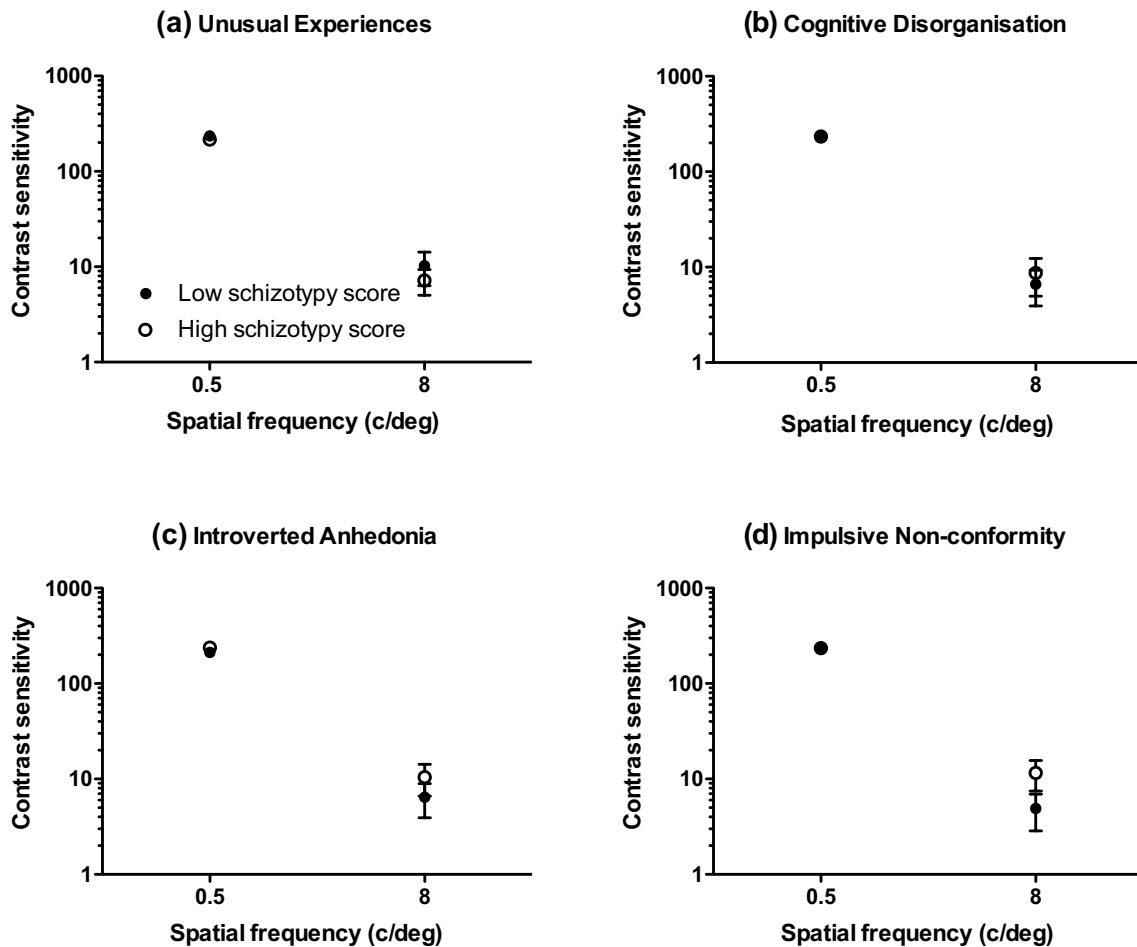 (a) Unusual Experiences
Contrast sensitivity
1000
100
10
1
Low schizotypy score
High schizotypy score
0.5
8
Spatial frequency (c/deg)
(b) Cognitive Disorganisation
Contrast sensitivity
1000
100
10
1
0.5
8
Spatial frequency (c/deg)
(c) Introverted Anhedonia
Contrast sensitivity
1000
100
10
1
0.5
8
Spatial frequency (c/deg)
(d) Impulsive Non-conformity
Contrast sensitivity
1000
100
10
1
0.5
8
Spatial frequency (c/deg)